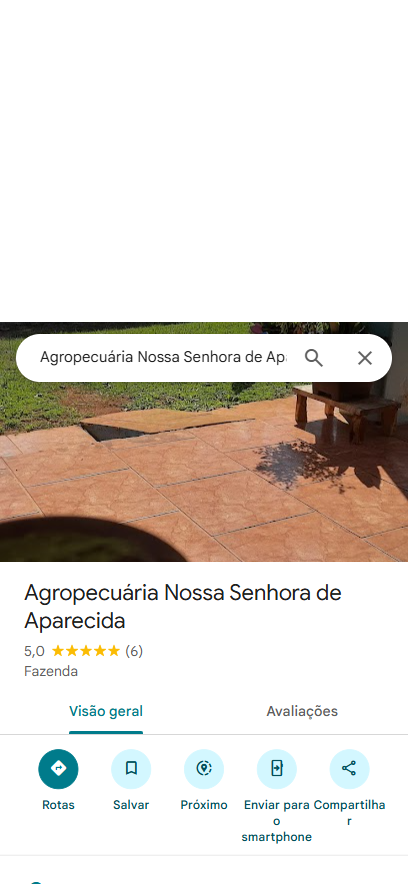 Agropecuária Nossa Senhora de Ap
Agropecuária Nossa Senhora de
Aparecida
5,0 (6)
Fazenda
Visão geral Avaliações
Rotas Salvar Próximo Enviar para o smartphone Compartilhar